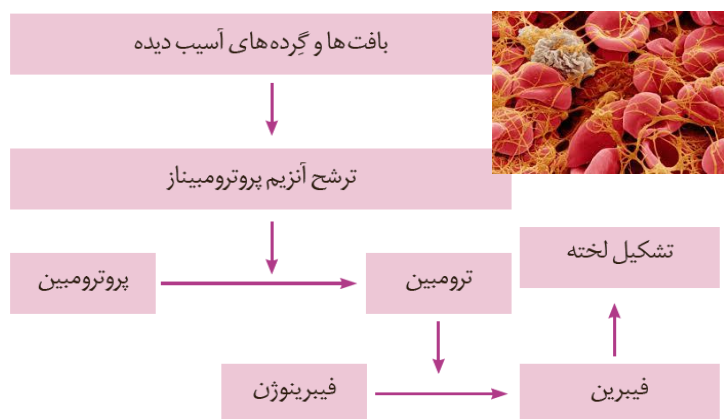 بافت‌ها و گِرده‌های آسیب دیده
ترشح آنزیم پروترومبیناز
تشکیل لخته
پروترومبین
ترومبین
فیبرینوژن
فیبرین